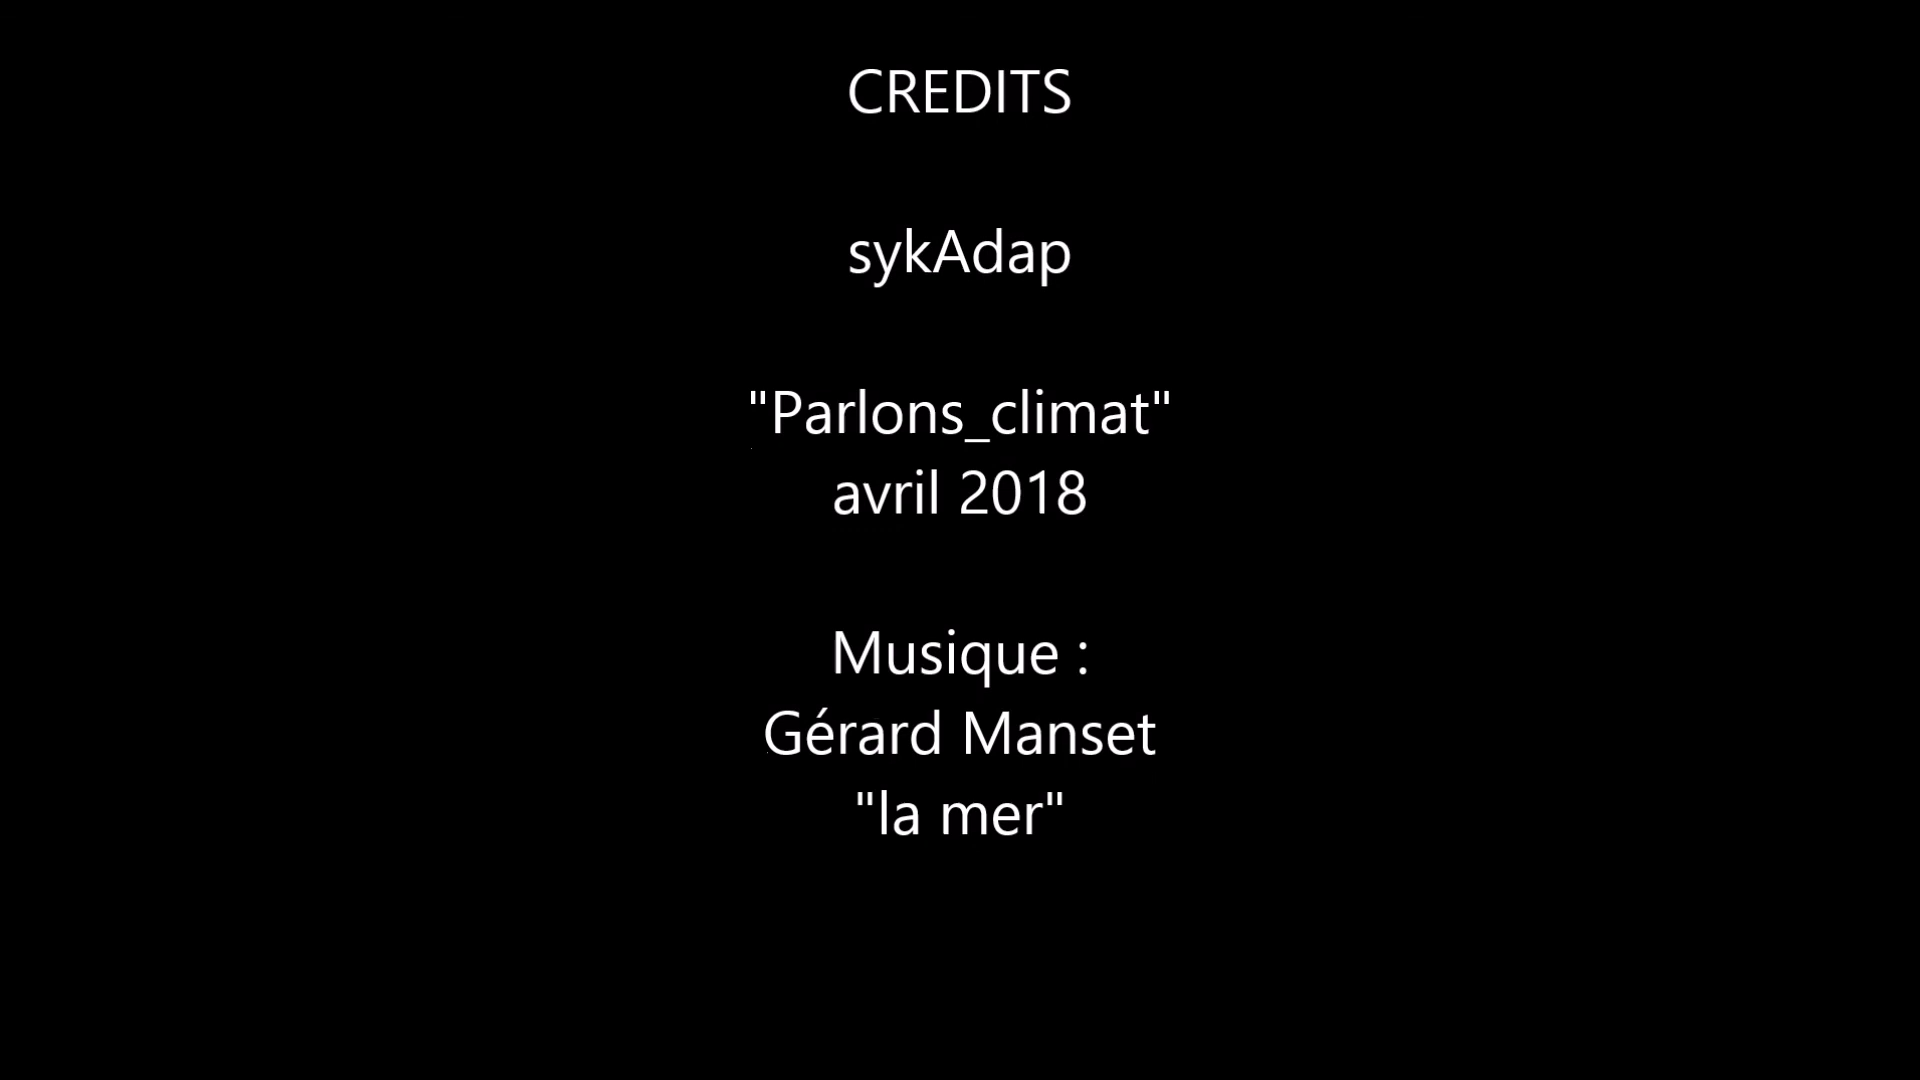 CREDITS
sykAdap
"Parlons_climat"
avril 2018
Musique :
Gérard Manset
"la mer"